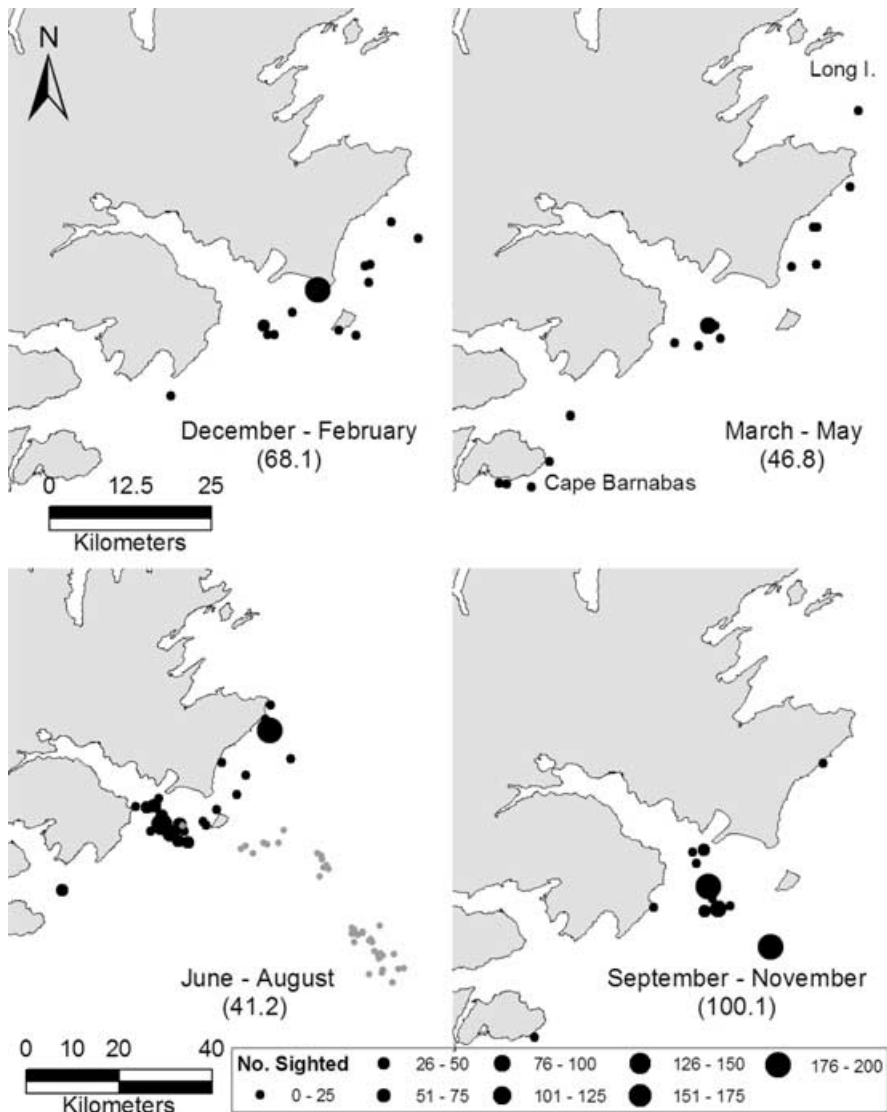 N
Long I.
December - February
(68.1)
March - May
(46.8)
Cape Barnabas
0 12.5 25
Kilometers
June - August
(41.2)
September - November
(100.1)
0 10 20 40
Kilometers
No. Sighted
26 - 50
76 - 100
126 - 150
176 - 200
0 - 25
51 - 75
101 - 125
151 - 175